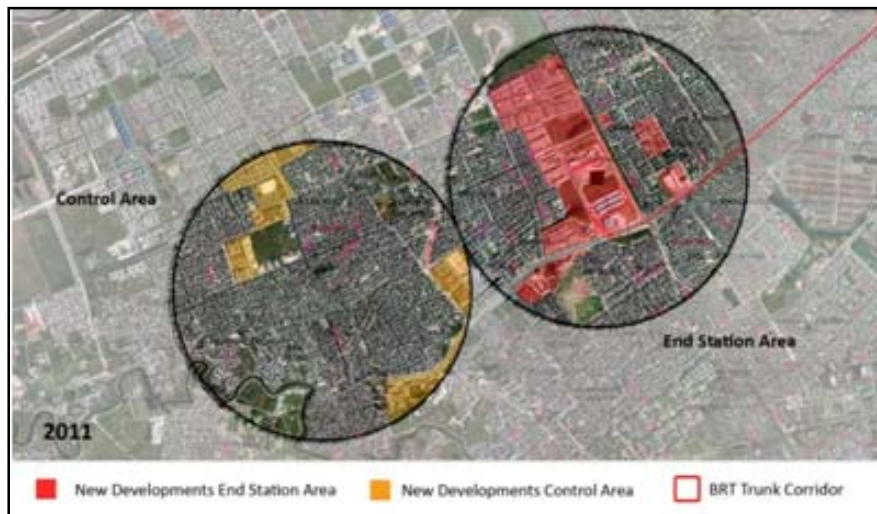 Control Area
End Station Area
2011
New Developments End Station Area
New Developments Control Area
BRT Trunk Corridor